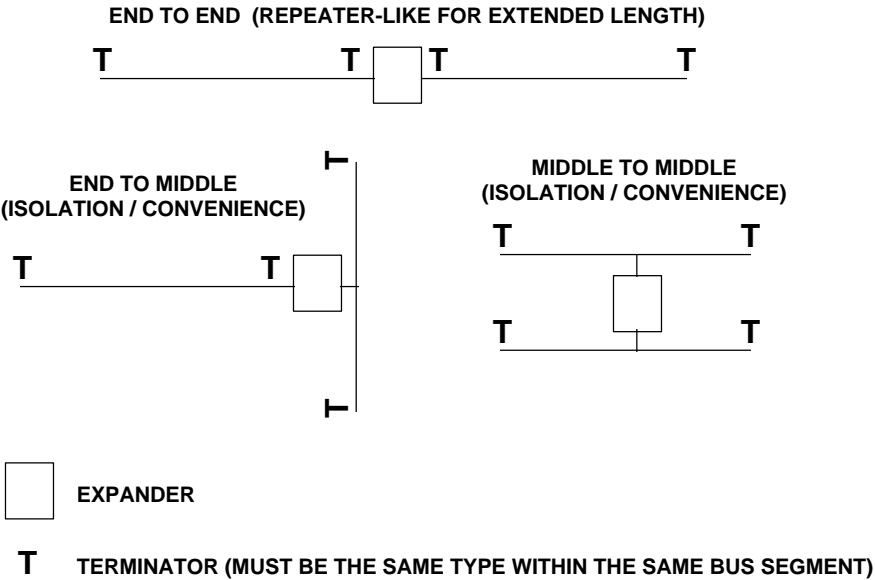 END TO END (REPEATER-LIKE FOR EXTENDED LENGTH)
T T T T
T
END TO MIDDLE
(ISOLATION / CONVENIENCE)
T T
T
MIDDLE TO MIDDLE
(ISOLATION / CONVENIENCE)
T T
T T
EXPANDER
T TERMINATOR (MUST BE THE SAME TYPE WITHIN THE SAME BUS SEGMENT)